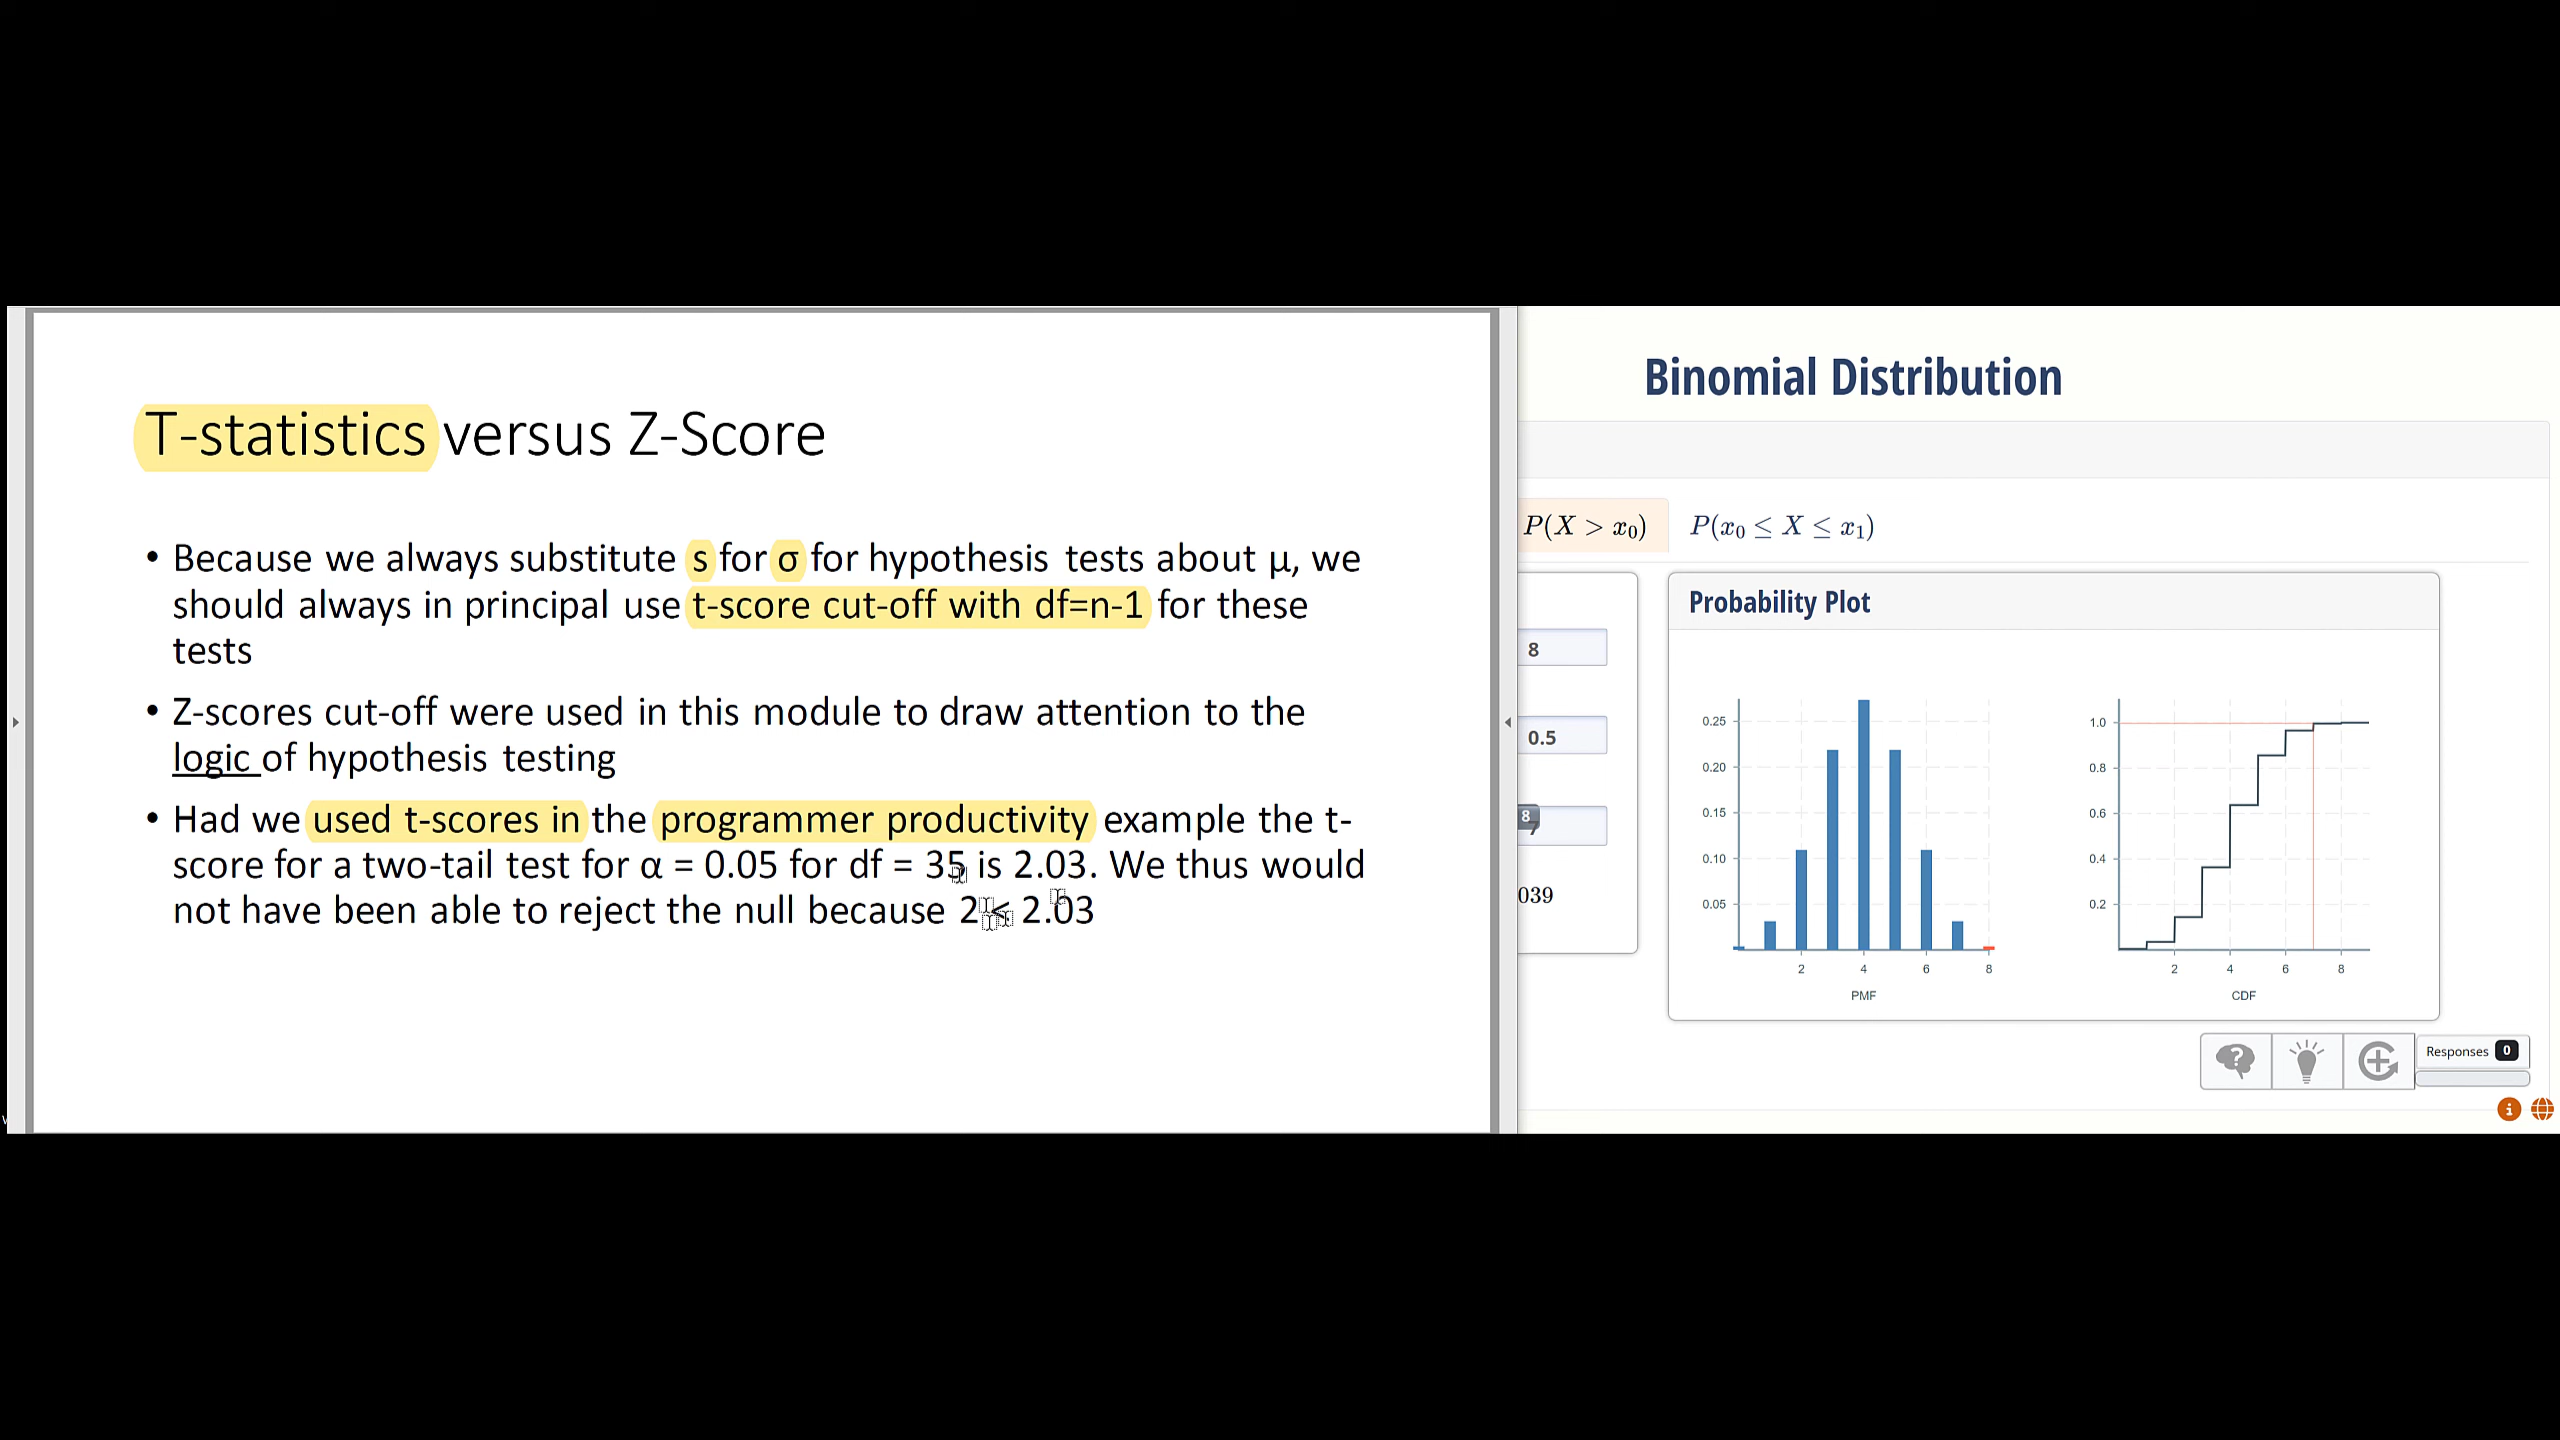 T-statistics versus Z-Score
• Because we always substitute s for σ for hypothesis tests about μ, we
should always in principal use t-score cut-off with df=n-1 for these
tests
• Z-scores cut-off were used in this module to draw attention to the
logic of hypothesis testing
• Had we used t-scores in the programmer productivity example the t-
score for a two-tail test for α = 0.05 for df = 35 is 2.03. We thus would
not have been able to reject the null because 2 < 2.03
Binomial Distribution
P(X > x₀) P(x₀ ≤ X ≤ x₁)
8
0.5
8
7
039
Probability Plot
0.25
0.20
0.15
0.10
0.05
2 4 6 8
PMF
1.0
0.8
0.6
0.4
0.2
2 4 6 8
CDF
Responses 0